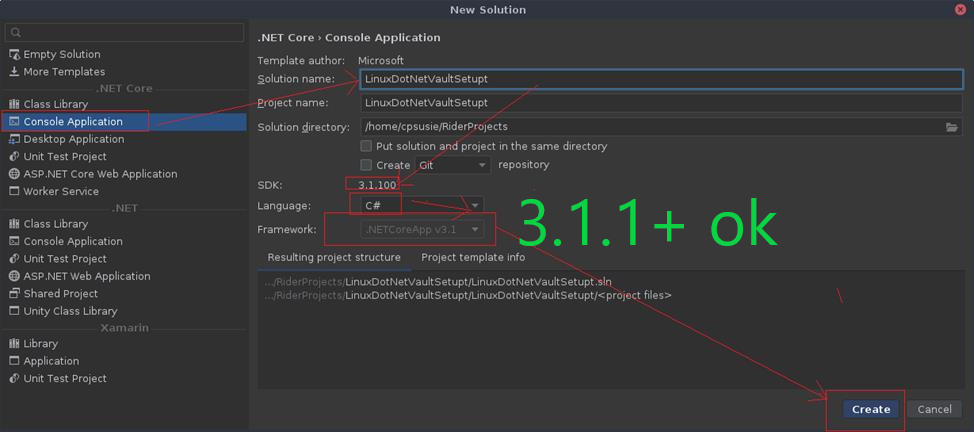 New Solution
Empty Solution
More Templates
.NET Core
Class Library
Console Application
Desktop Application
Unit Test Project
ASP.NET Core Web Application
Worker Service
.NET
Class Library
Console Application
Unit Test Project
ASP.NET Web Application
Shared Project
Unity Class Library
Xamarin
Library
Application
Unit Test Project
.NET Core › Console Application
Template author: Microsoft
Solution name: LinuxDotNetVaultSetupt
Project name: LinuxDotNetVaultSetupt
Solution directory: /home/cpsusie/RiderProjects
Put solution and project in the same directory
Create Git repository
SDK: 3.1.100
Language: C#
Framework: .NETCoreApp v3.1
3.1.1+ ok
Resulting project structure Project template info
.../RiderProjects/LinuxDotNetVaultSetupt/LinuxDotNetVaultSetupt.sln
.../RiderProjects/LinuxDotNetVaultSetupt/LinuxDotNetVaultSetupt/<project files>
Create Cancel